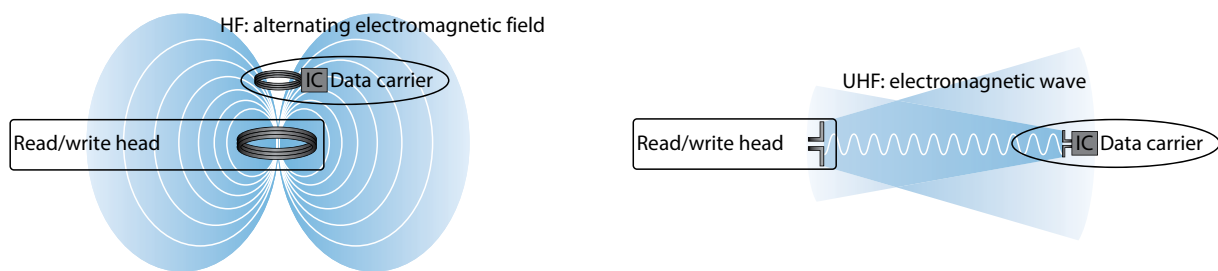 HF: alternating electromagnetic field
IC Data carrier
Read/write head
UHF: electromagnetic wave
Read/write head
IC Data carrier